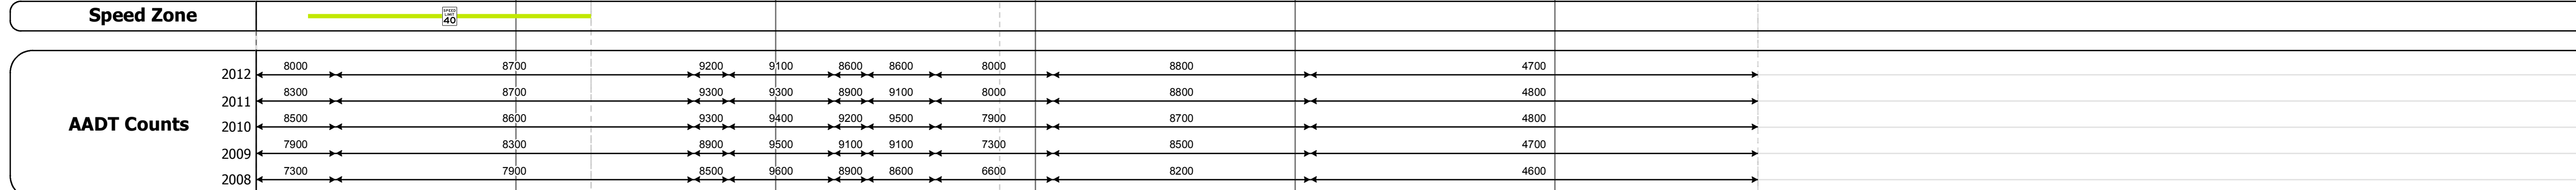 Speed Zone
SPEED LIMIT 40
AADT Counts
2012 8000 8700 9200 9100 8600 8600 8000 8800 4700
2011 8300 8700 9300 9300 8900 9100 8000 8800 4800
2010 8500 8600 9300 9400 9200 9500 7900 8700 4800
2009 7900 8300 8900 9500 9100 9100 7300 8500 4700
2008 7300 7900 8500 9600 8900 8600 6600 8200 4600